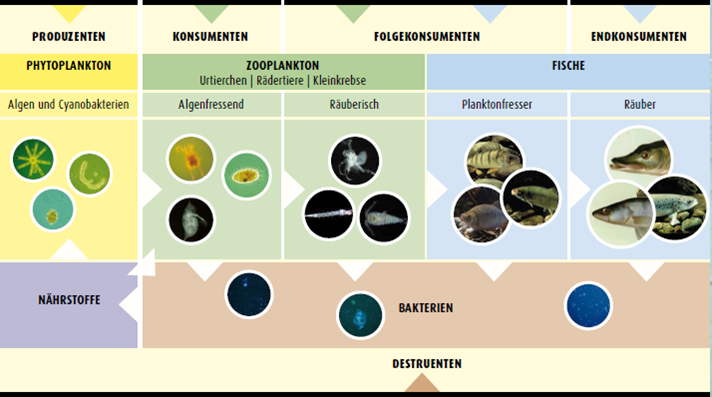 PRODUZENTEN
KONSUMENTEN
FOLGEKONSUMENTEN
ENDKONSUMENTEN
PHYTOPLANKTON
ZOOPLANKTON
Urtierchen | Rädertiere | Kleinkrebse
FISCHE
Algen und Cyanobakterien
Algenfressend
Räuberisch
Planktonfresser
Räuber
NÄHRSTOFFE
BAKTERIEN
DESTRUENTEN